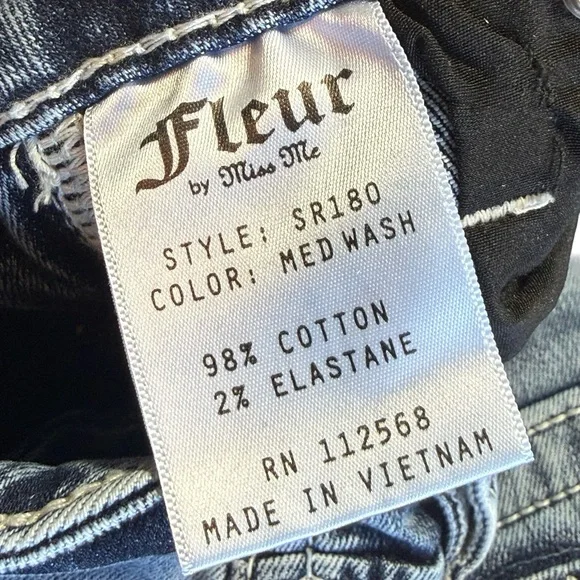 Fleur
by Miss Me
STYLE: SR180
COLOR: MED WASH
98% COTTON
2% ELASTANE
RN 112568
MADE IN VIETNAM